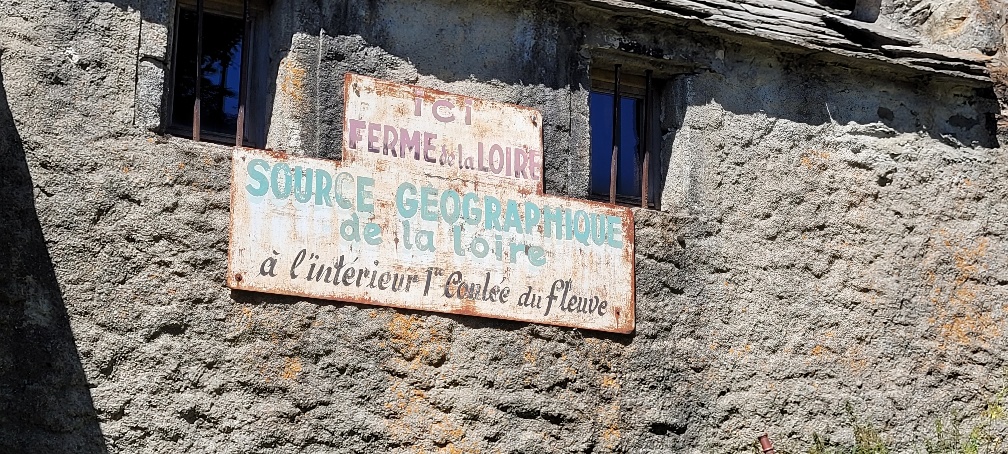 ICI
FERME de la LOIRE
SOURCE GEOGRAPHIQUE
de la loire
à l'intérieur 1re Coulée du fleuve